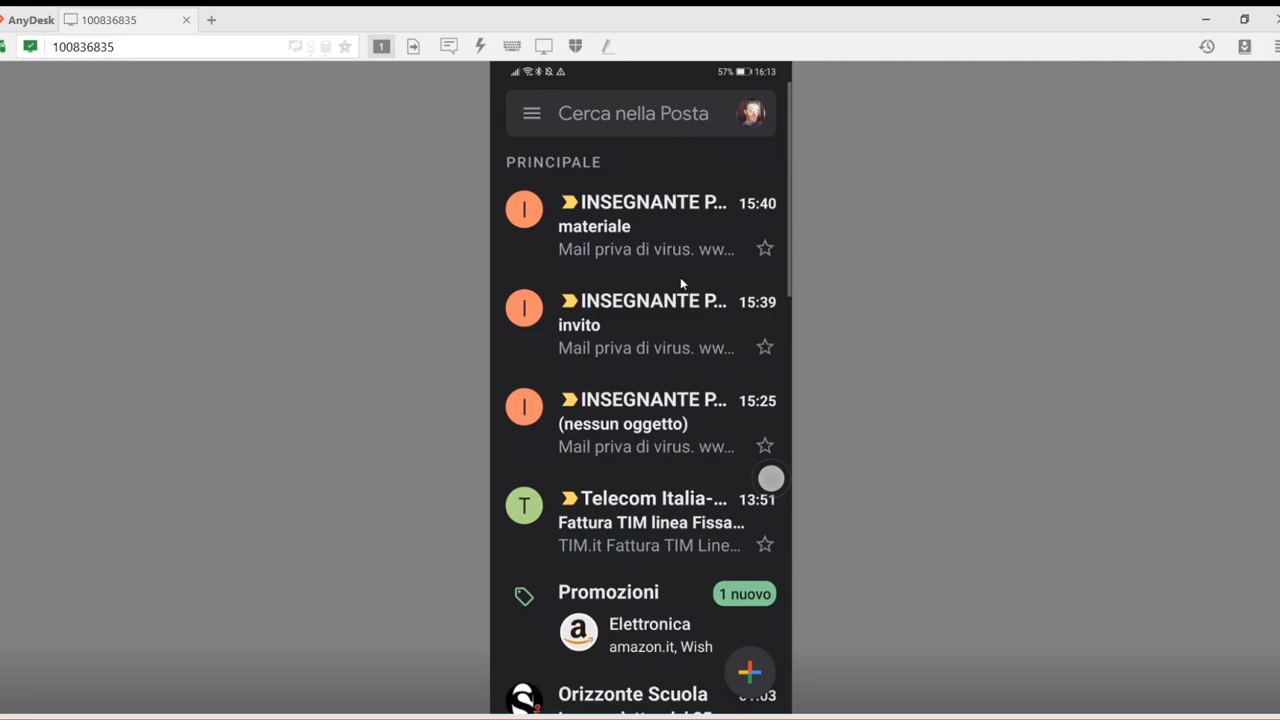 AnyDesk 100836835
100836835 1
57% 16:13
Cerca nella Posta
PRINCIPALE
I INSEGNANTE P... 15:40
materiale
Mail priva di virus. ww...
I INSEGNANTE P... 15:39
invito
Mail priva di virus. ww...
I INSEGNANTE P... 15:25
(nessun oggetto)
Mail priva di virus. ww...
T Telecom Italia-... 13:51
Fattura TIM linea Fissa...
TIM.it Fattura TIM Line...
Promozioni 1 nuovo
a Elettronica
amazon.it, Wish
Orizzonte Scuola